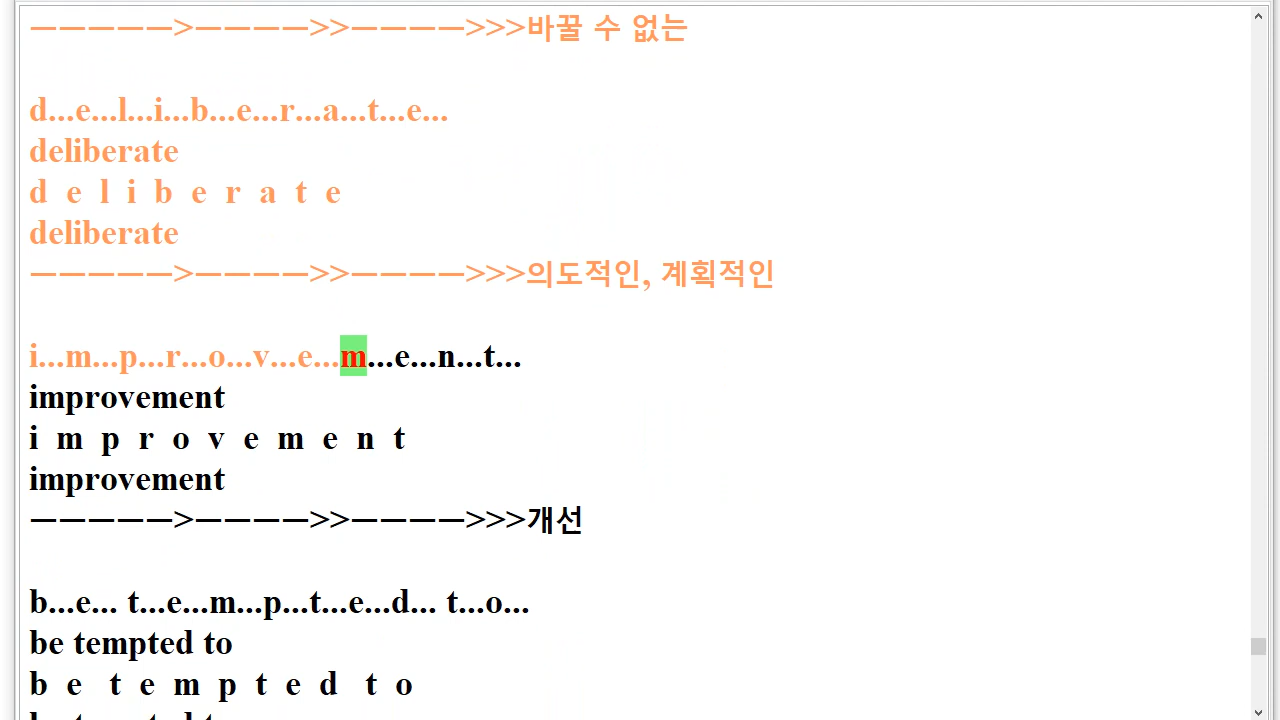 —————>————>>————>>>바꿀 수 없는
d...e...l...i...b...e...r...a...t...e...
deliberate
d e l i b e r a t e
deliberate
—————>————>>————>>>의도적인, 계획적인
i...m...p...r...o...v...e...m...e...n...t...
improvement
i m p r o v e m e n t
improvement
—————>————>>————>>>개선
b...e... t...e...m...p...t...e...d... t...o...
be tempted to
b e t e m p t e d t o